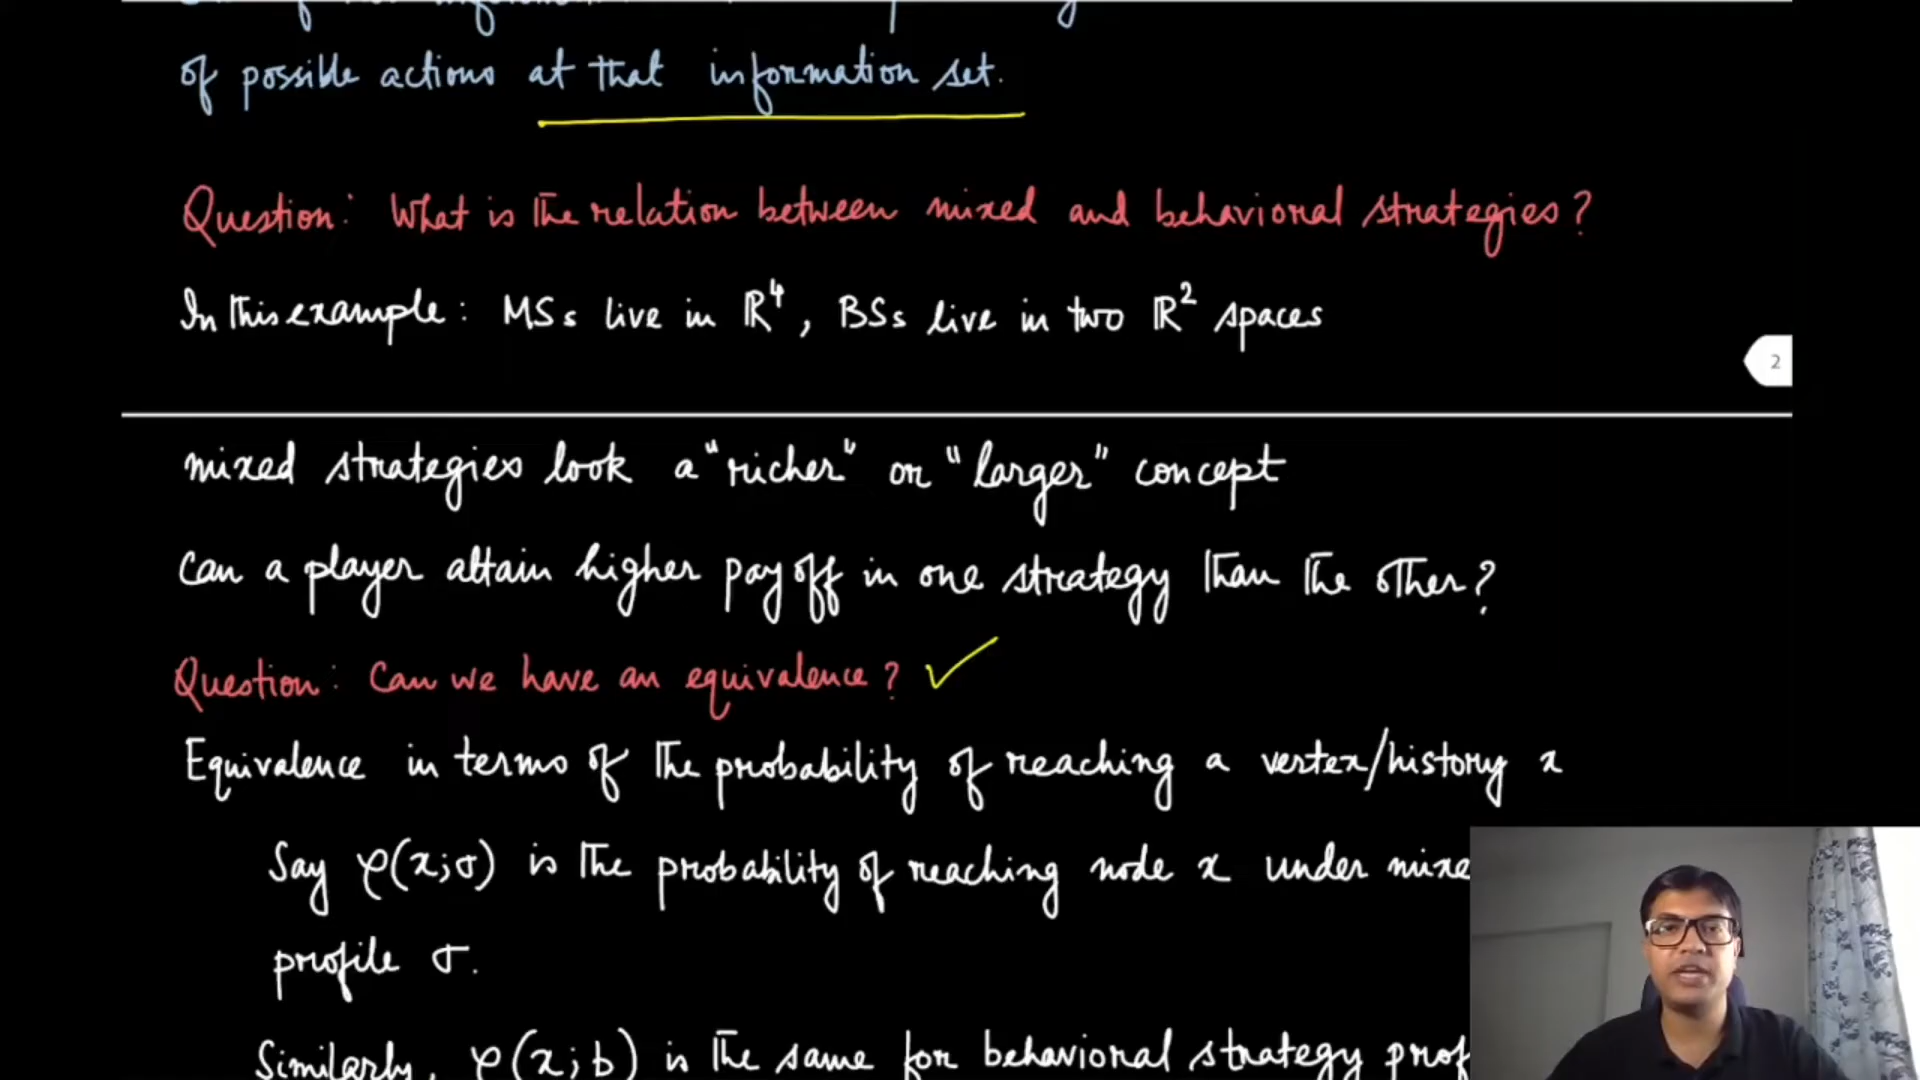 of possible actions at that information set.
Question: What is the relation between mixed and behavioral strategies?
In this example: MSs live in ℝ⁴, BSs live in two ℝ² spaces
2
mixed strategies look a "richer" or "larger" concept
can a player attain higher payoff in one strategy than the other?
Question: Can we have an equivalence? ✓
Equivalence in terms of the probability of reaching a vertex/history x
Say ρ(x;σ) is the probability of reaching node x under mixe
profile σ.
Similarly, ρ(x;b) is the same for behavioral strategy prof